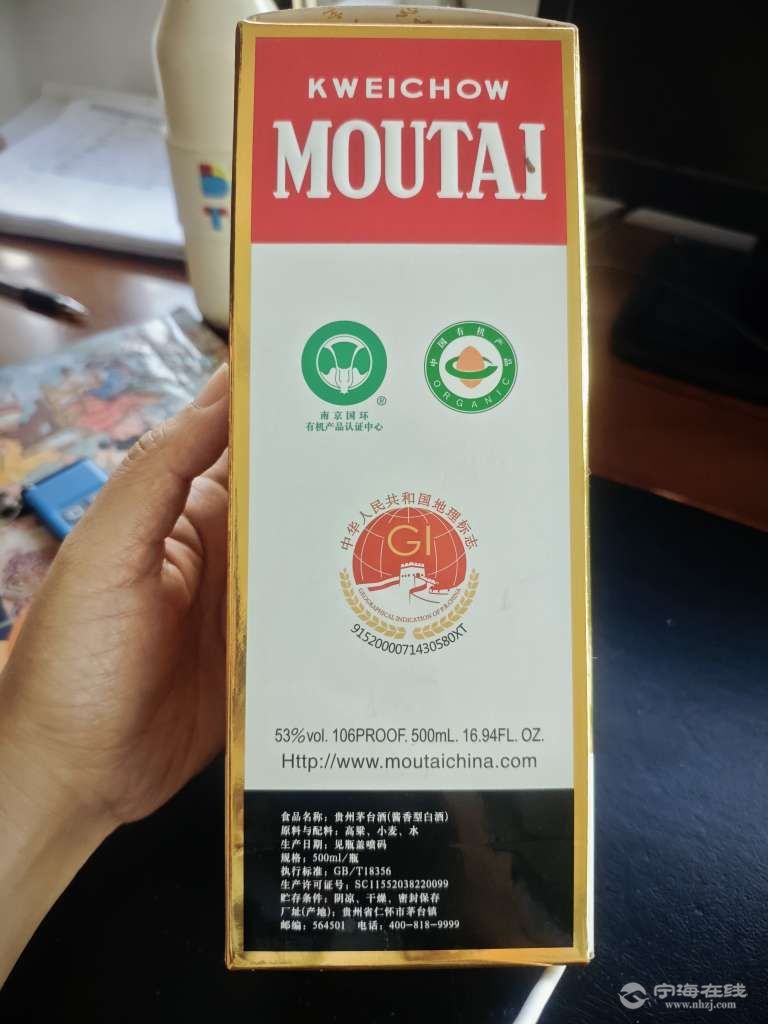 KWEICHOW
MOUTAI
南京国环
有机产品认证中心
®
中国有机产品
ORGANIC
中华人民共和国地理标志
GI
GEOGRAPHICAL INDICATION OF P.R.CHINA
9152000071430580XT
53%vol. 106PROOF. 500mL. 16.94FL. OZ.
Http://www.moutaichina.com
食品名称：贵州茅台酒(酱香型白酒)
原料与配料：高粱、小麦、水
生产日期：见瓶盖喷码
规格：500ml/瓶
执行标准：GB/T18356
生产许可证号：SC11552038220099
贮存条件：阴凉、干燥、密封保存
厂址(产地)：贵州省仁怀市茅台镇
邮编：564501 电话：400-818-9999
宁海在线
www.nhzj.com